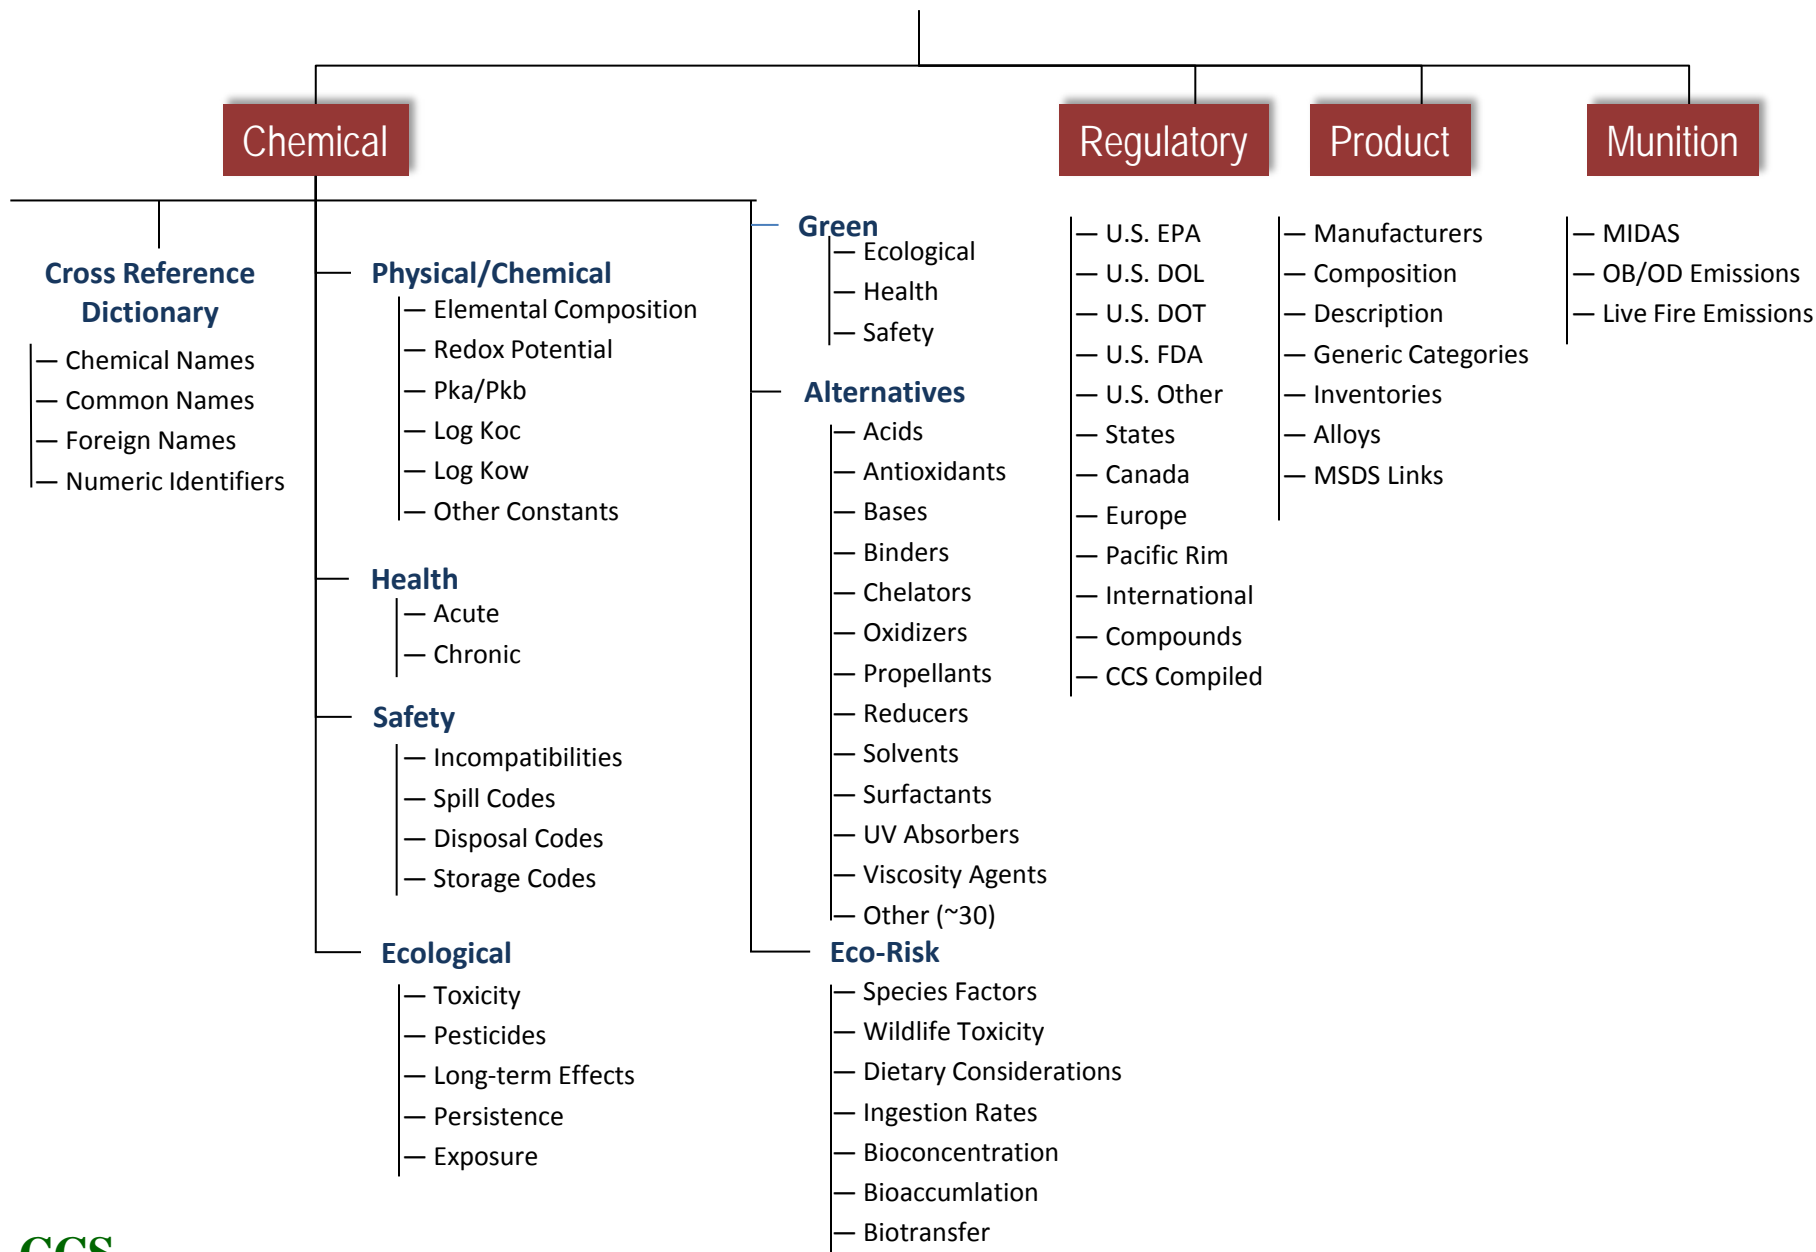 Chemical
Regulatory
Product
Munition
Cross Reference
Dictionary
Chemical Names
Common Names
Foreign Names
Numeric Identifiers
Physical/Chemical
Elemental Composition
Redox Potential
Pka/Pkb
Log Koc
Log Kow
Other Constants
Health
Acute
Chronic
Safety
Incompatibilities
Spill Codes
Disposal Codes
Storage Codes
Ecological
Toxicity
Pesticides
Long-term Effects
Persistence
Exposure
Green
Ecological
Health
Safety
Alternatives
Acids
Antioxidants
Bases
Binders
Chelators
Oxidizers
Propellants
Reducers
Solvents
Surfactants
UV Absorbers
Viscosity Agents
Other (~30)
Eco-Risk
Species Factors
Wildlife Toxicity
Dietary Considerations
Ingestion Rates
Bioconcentration
Bioaccumlation
Biotransfer
U.S. EPA
U.S. DOL
U.S. DOT
U.S. FDA
U.S. Other
States
Canada
Europe
Pacific Rim
International
Compounds
CCS Compiled
Manufacturers
Composition
Description
Generic Categories
Inventories
Alloys
MSDS Links
MIDAS
OB/OD Emissions
Live Fire Emissions
CCS